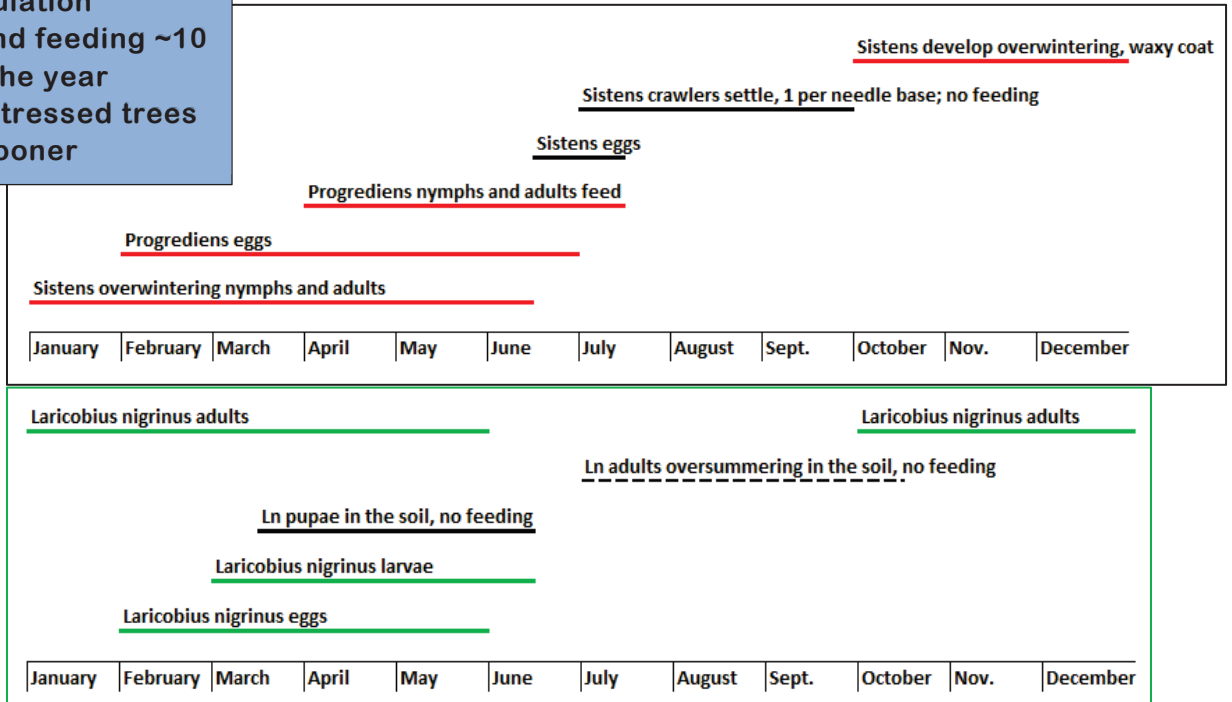 nd feeding ~10
he year
tressed trees
ooner
Sistens develop overwintering, waxy coat
Sistens crawlers settle, 1 per needle base; no feeding
Sistens eggs
Progrediens nymphs and adults feed
Progrediens eggs
Sistens overwintering nymphs and adults
January February March April May June July August Sept. October Nov. December
Laricobius nigrinus adults Laricobius nigrinus adults
Ln adults oversummering in the soil, no feeding
Ln pupae in the soil, no feeding
Laricobius nigrinus larvae
Laricobius nigrinus eggs
January February March April May June July August Sept. October Nov. December